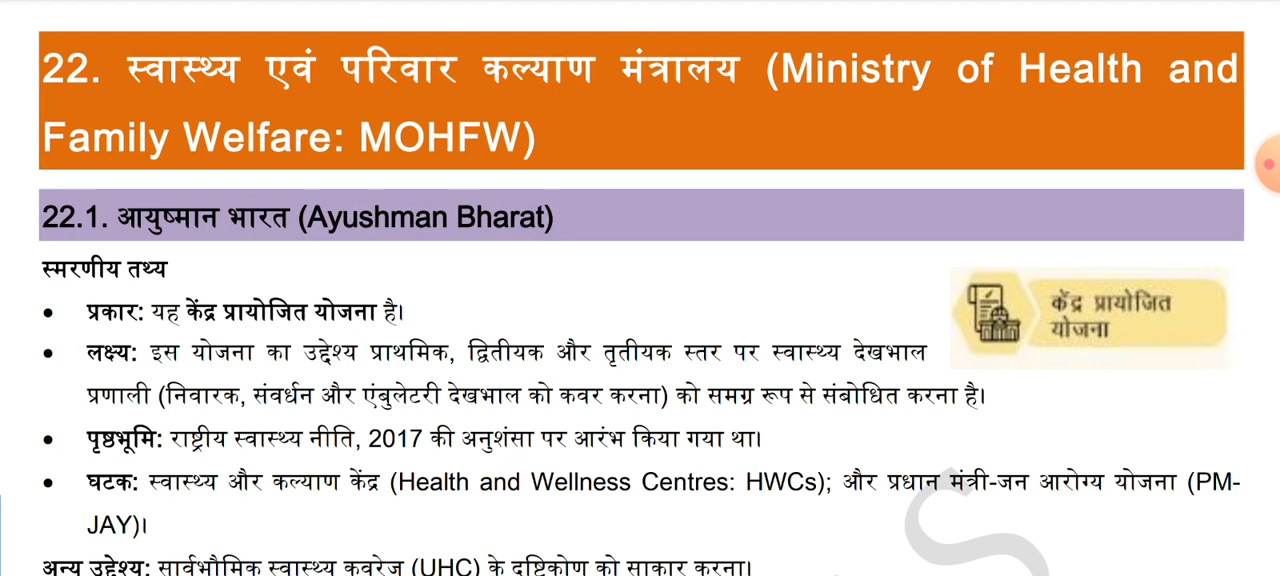 22. स्वास्थ्य एवं परिवार कल्याण मंत्रालय (Ministry of Health and
Family Welfare: MOHFW)
22.1. आयुष्मान भारत (Ayushman Bharat)
स्मरणीय तथ्य
• प्रकार: यह केंद्र प्रायोजित योजना है।
केंद्र प्रायोजित
योजना
• लक्ष्य: इस योजना का उद्देश्य प्राथमिक, द्वितीयक और तृतीयक स्तर पर स्वास्थ्य देखभाल
प्रणाली (निवारक, संवर्धन और एंबुलेटरी देखभाल को कवर करना) को समग्र रूप से संबोधित करना है।
• पृष्ठभूमि: राष्ट्रीय स्वास्थ्य नीति, 2017 की अनुशंसा पर आरंभ किया गया था।
• घटक: स्वास्थ्य और कल्याण केंद्र (Health and Wellness Centres: HWCs); और प्रधान मंत्री-जन आरोग्य योजना (PM-
JAY)।
अन्य उद्देश्य: सार्वभौमिक स्वास्थ्य कवरेज (UHC) के दृष्टिकोण को साकार करना।